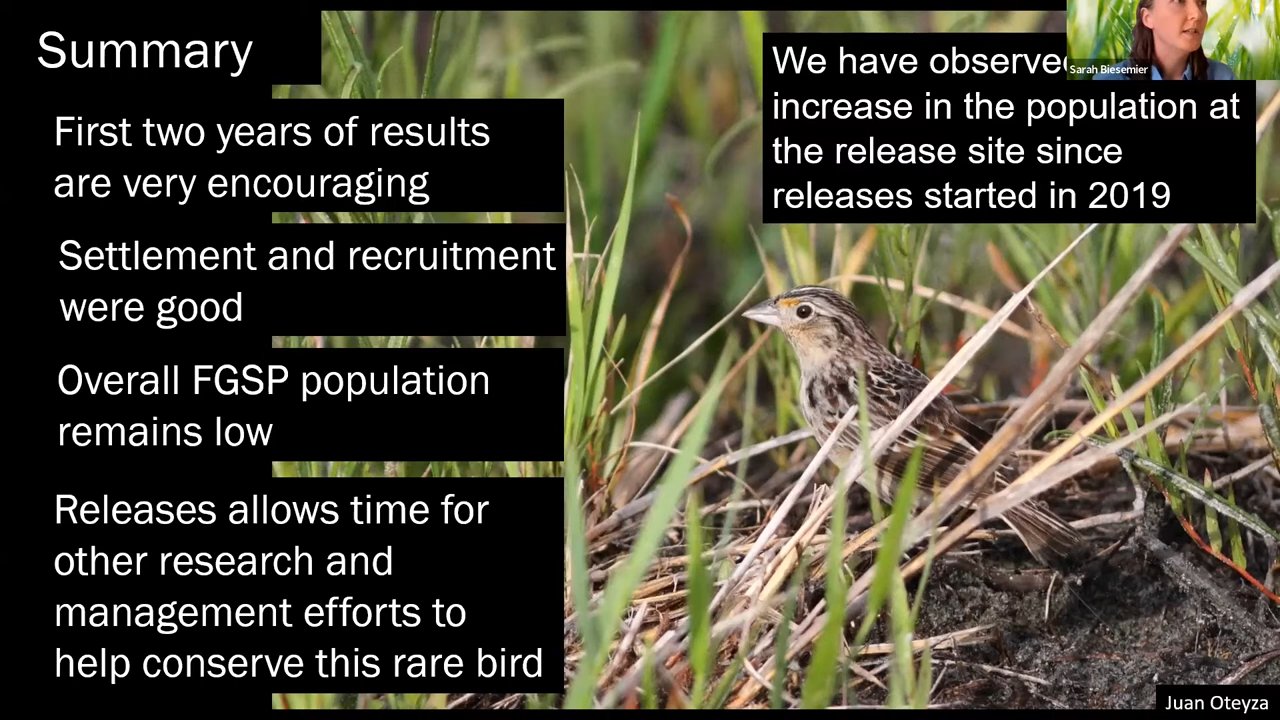 Summary
First two years of results
are very encouraging
Settlement and recruitment
were good
Overall FGSP population
remains low
Releases allows time for
other research and
management efforts to
help conserve this rare bird
We have observed
increase in the population at
the release site since
releases started in 2019
Sarah Biesemier
Juan Oteyza